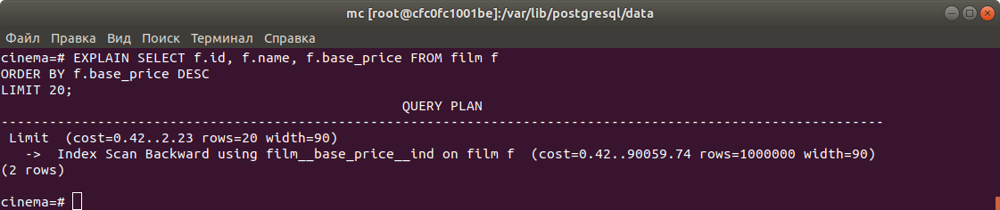 mc [root@cfc0fc1001be]:/var/lib/postgresql/data
Файл Правка Вид Поиск Терминал Справка
cinema=# EXPLAIN SELECT f.id, f.name, f.base_price FROM film f
ORDER BY f.base_price DESC
LIMIT 20;
QUERY PLAN
--------------------------------------------------------------------------------------------------------------
Limit  (cost=0.42..2.23 rows=20 width=90)
->  Index Scan Backward using film__base_price__ind on film f  (cost=0.42..90059.74 rows=1000000 width=90)
(2 rows)
cinema=#